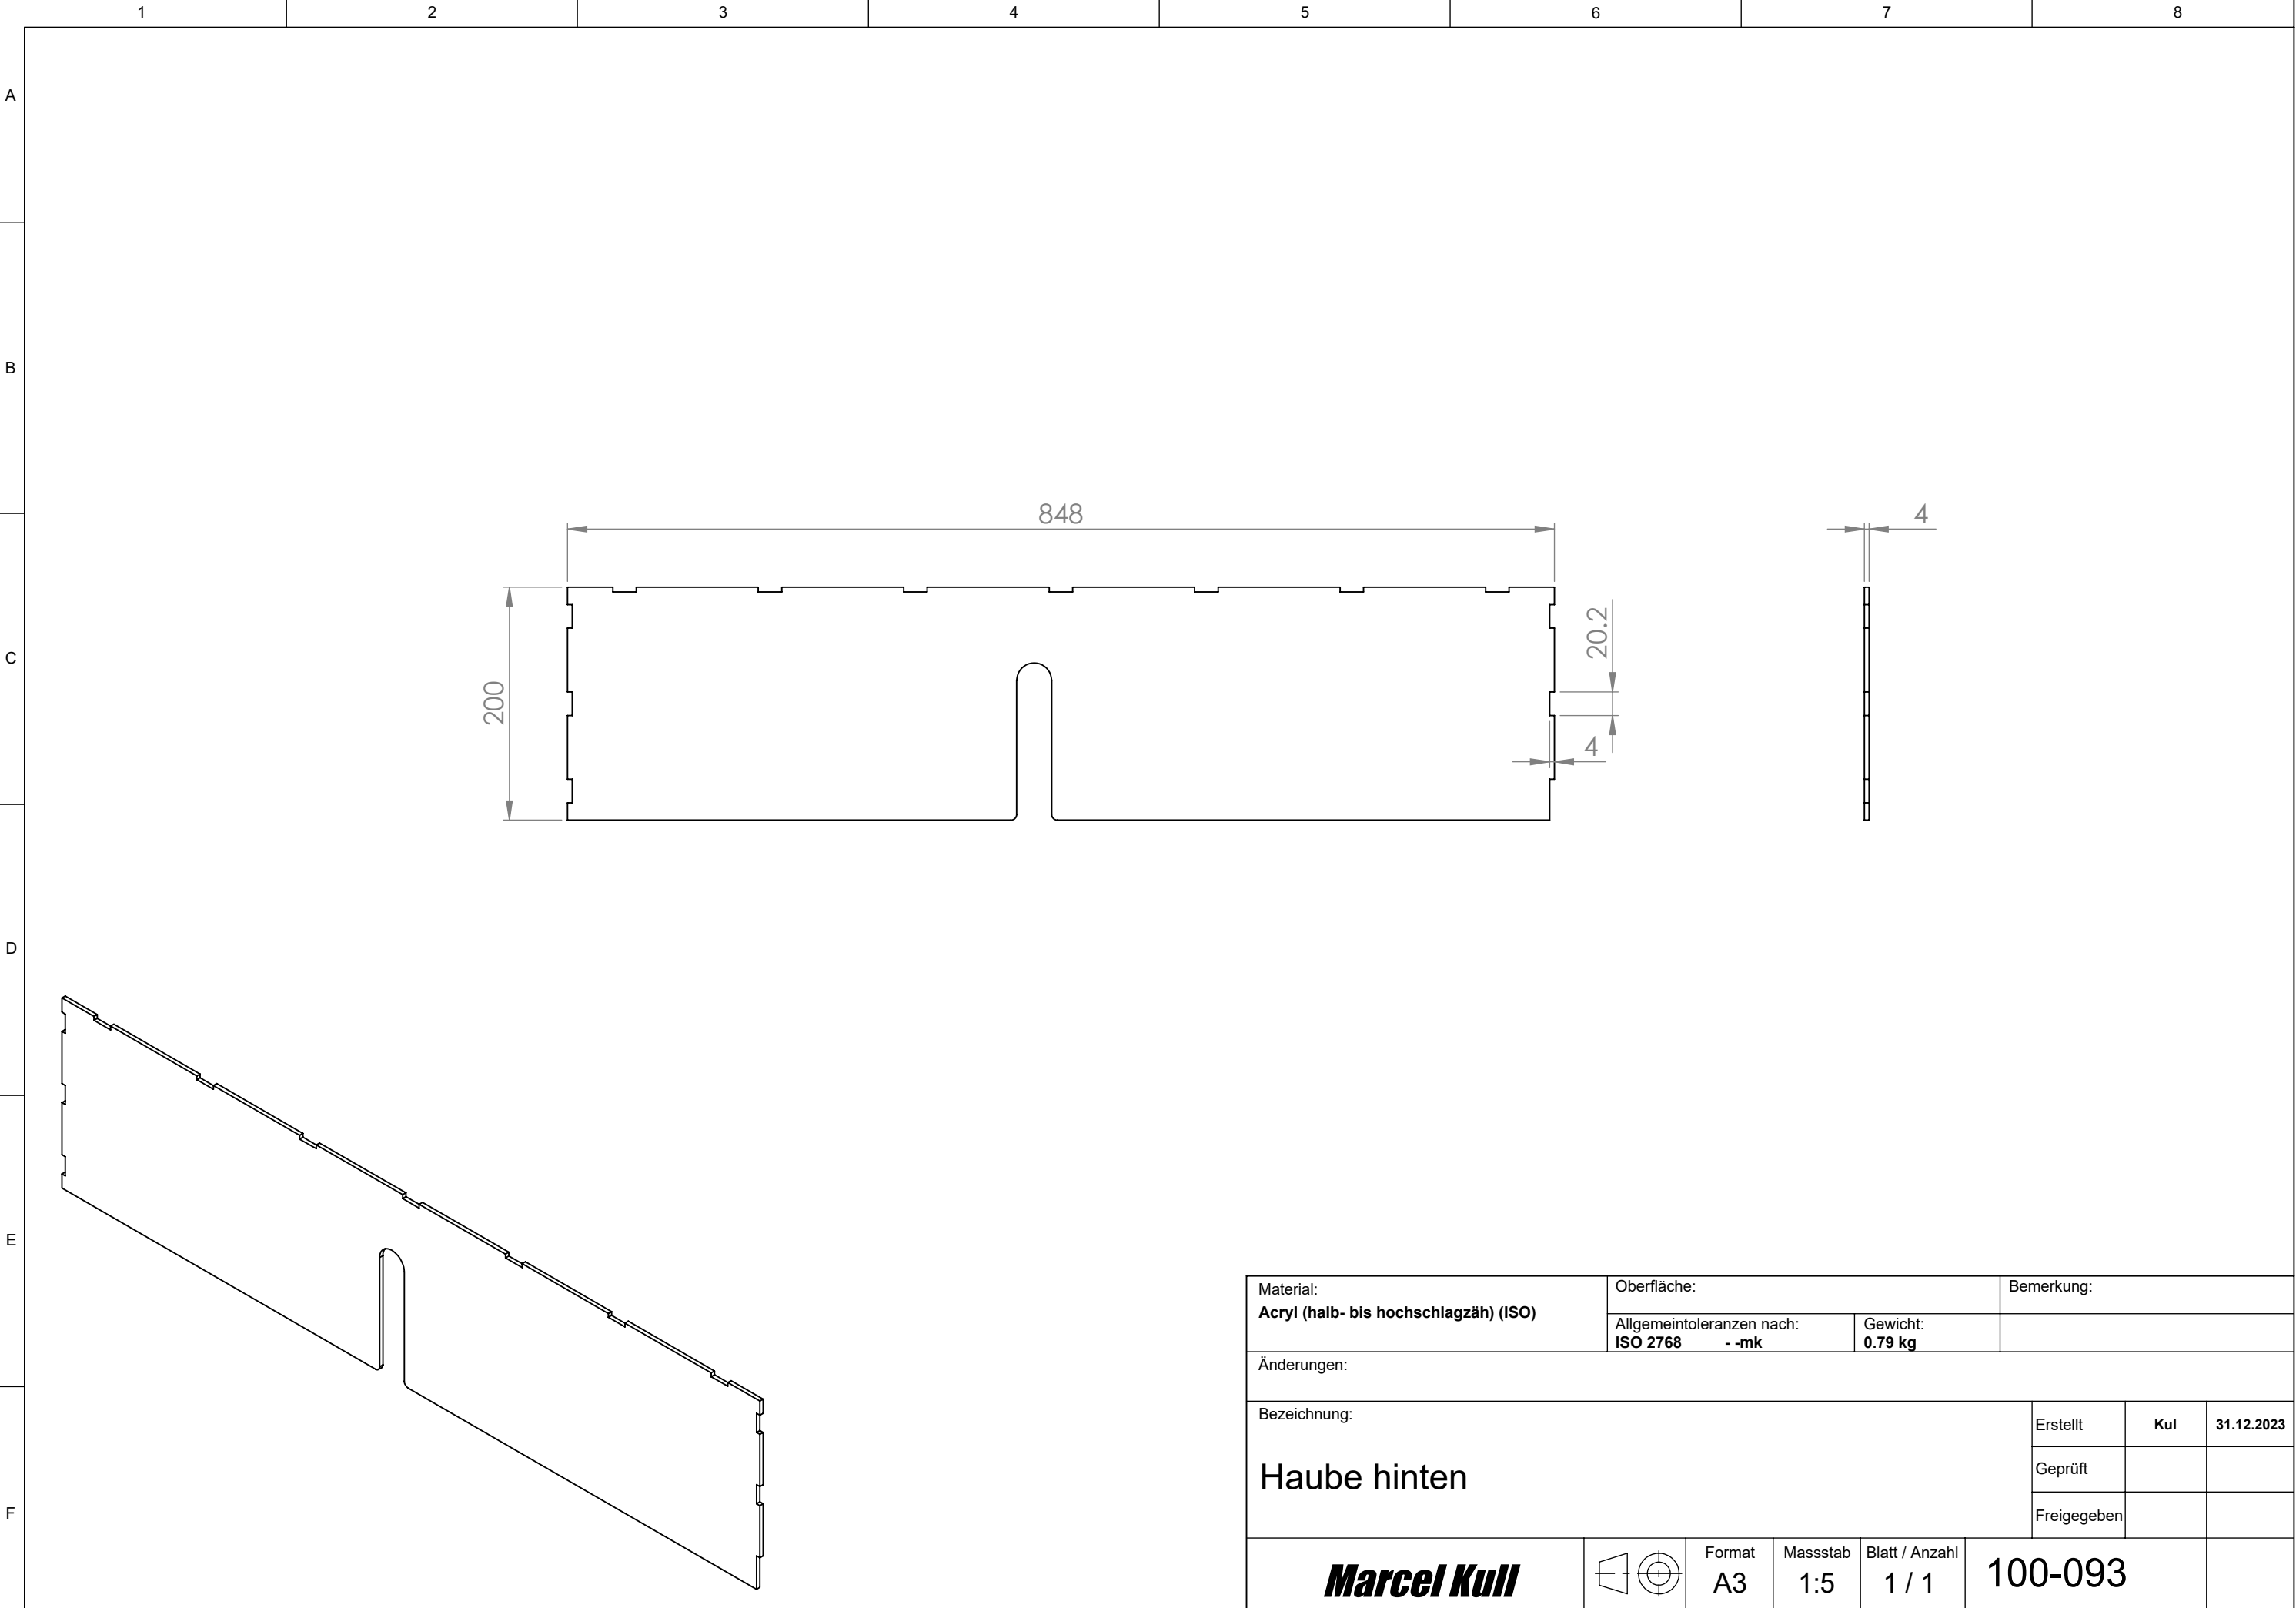 1 2 3 4 5 6 7 8
A
B
C
D
E
F
848
4
200
20.2
4
Material:
Acryl (halb- bis hochschlagzäh) (ISO)
Oberfläche:
Bemerkung:
Allgemeintoleranzen nach:
ISO 2768 - -mk
Gewicht:
0.79 kg
Änderungen:
Bezeichnung:
Haube hinten
Erstellt Kul 31.12.2023
Geprüft
Freigegeben
Marcel Kull
Format
A3
Massstab
1:5
Blatt / Anzahl
1 / 1
100-093